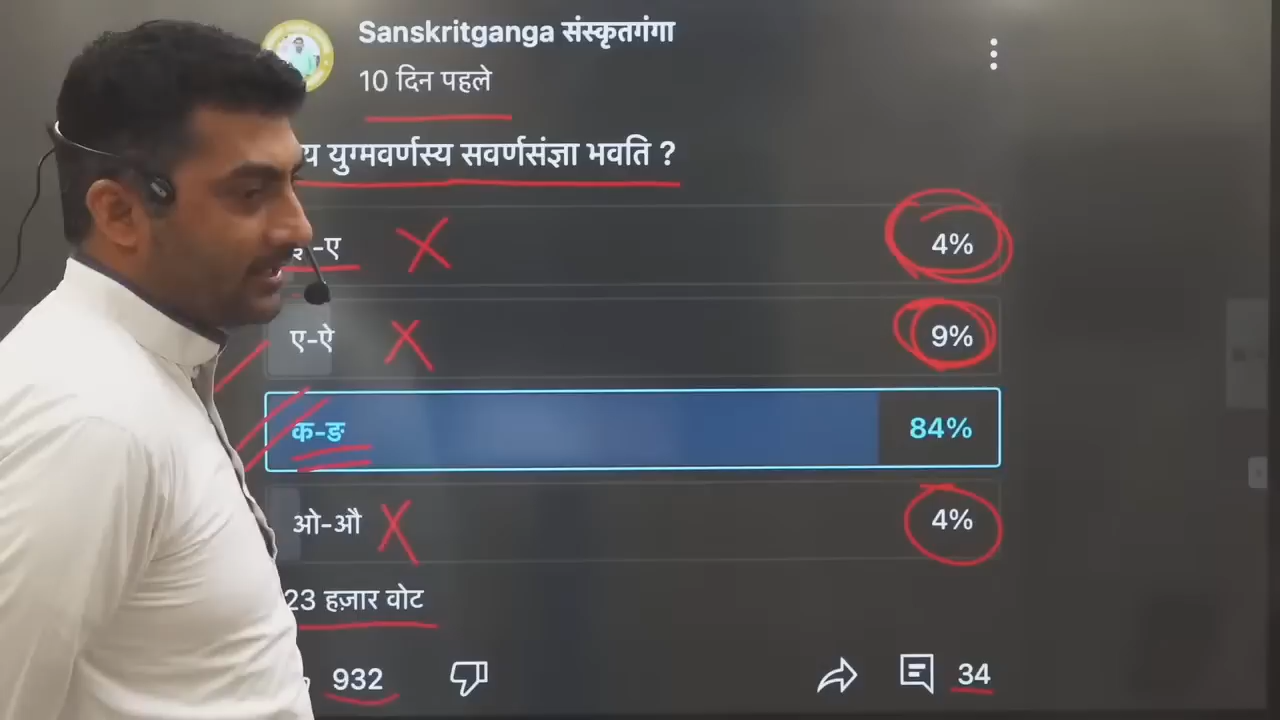 Sanskritganga संस्कृतगंगा
10 दिन पहले
युग्मवर्णस्य सवर्णसंज्ञा भवति ?
-ए
4%
ए-ऐ
9%
क-ङ
84%
ओ-औ
4%
23 हज़ार वोट
932
34